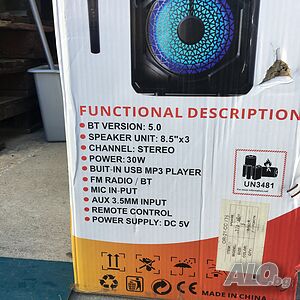 FUNCTIONAL DESCRIPTION
• BT VERSION: 5.0
• SPEAKER UNIT: 8.5"x3
• CHANNEL: STEREO
• POWER: 30W
• BUIT-IN USB MP3 PLAYER
• FM RADIO / BT
• MIC IN-PUT
• AUX 3.5MM INPUT
• REMOTE CONTROL
• POWER SUPPLY: DC 5V
UN3481
ALO.bg
MADE IN CHINA